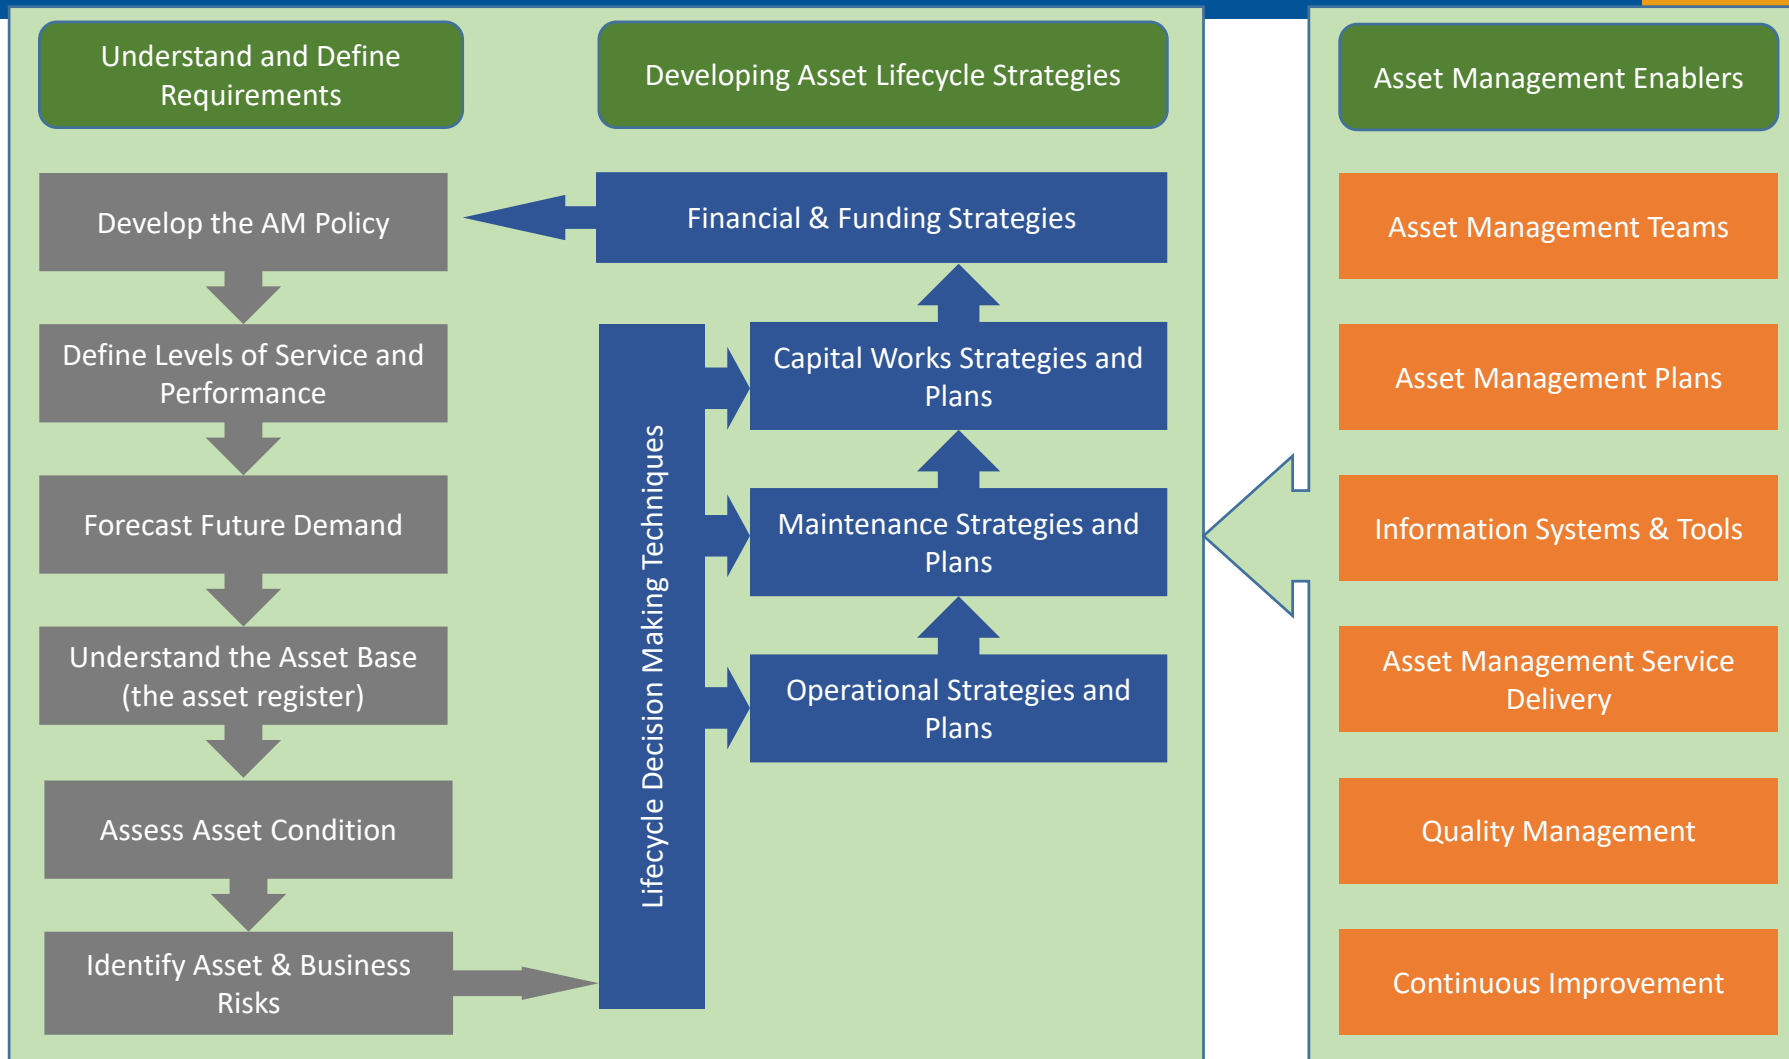 Understand and Define
Requirements
Develop the AM Policy
Define Levels of Service and
Performance
Forecast Future Demand
Understand the Asset Base
(the asset register)
Assess Asset Condition
Identify Asset & Business
Risks
Developing Asset Lifecycle Strategies
Financial & Funding Strategies
Lifecycle Decision Making Techniques
Capital Works Strategies and
Plans
Maintenance Strategies and
Plans
Operational Strategies and
Plans
Asset Management Enablers
Asset Management Teams
Asset Management Plans
Information Systems & Tools
Asset Management Service
Delivery
Quality Management
Continuous Improvement